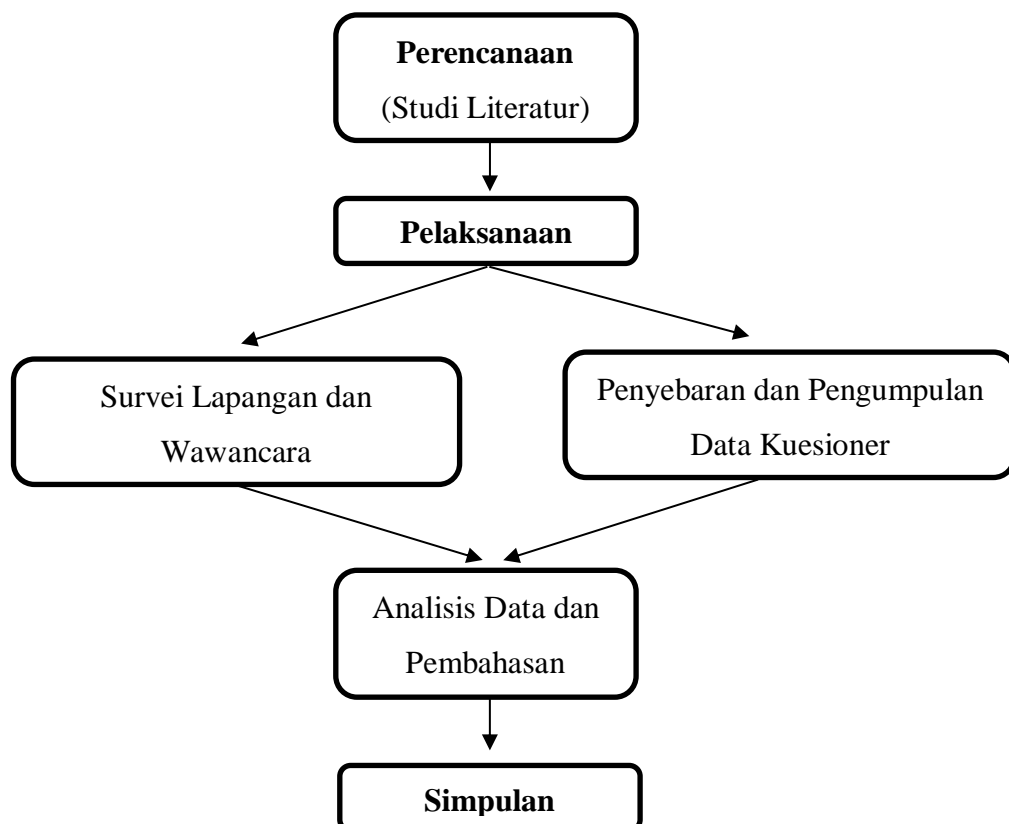 Perencanaan
(Studi Literatur)
Pelaksanaan
Survei Lapangan dan
Wawancara
Penyebaran dan Pengumpulan
Data Kuesioner
Analisis Data dan
Pembahasan
Simpulan